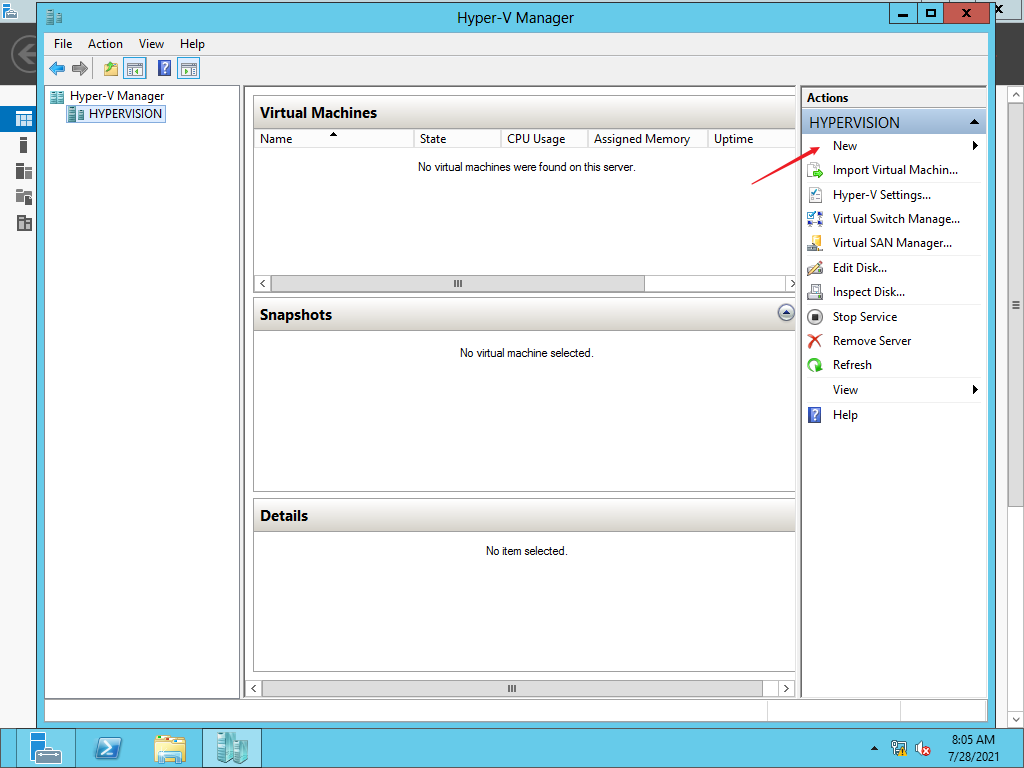 Hyper-V Manager
File Action View Help
Hyper-V Manager
HYPERVISION
Virtual Machines
Name State CPU Usage Assigned Memory Uptime
No virtual machines were found on this server.
Snapshots
No virtual machine selected.
Details
No item selected.
Actions
HYPERVISION
New
Import Virtual Machin...
Hyper-V Settings...
Virtual Switch Manage...
Virtual SAN Manager...
Edit Disk...
Inspect Disk...
Stop Service
Remove Server
Refresh
View
Help
8:05 AM
7/28/2021